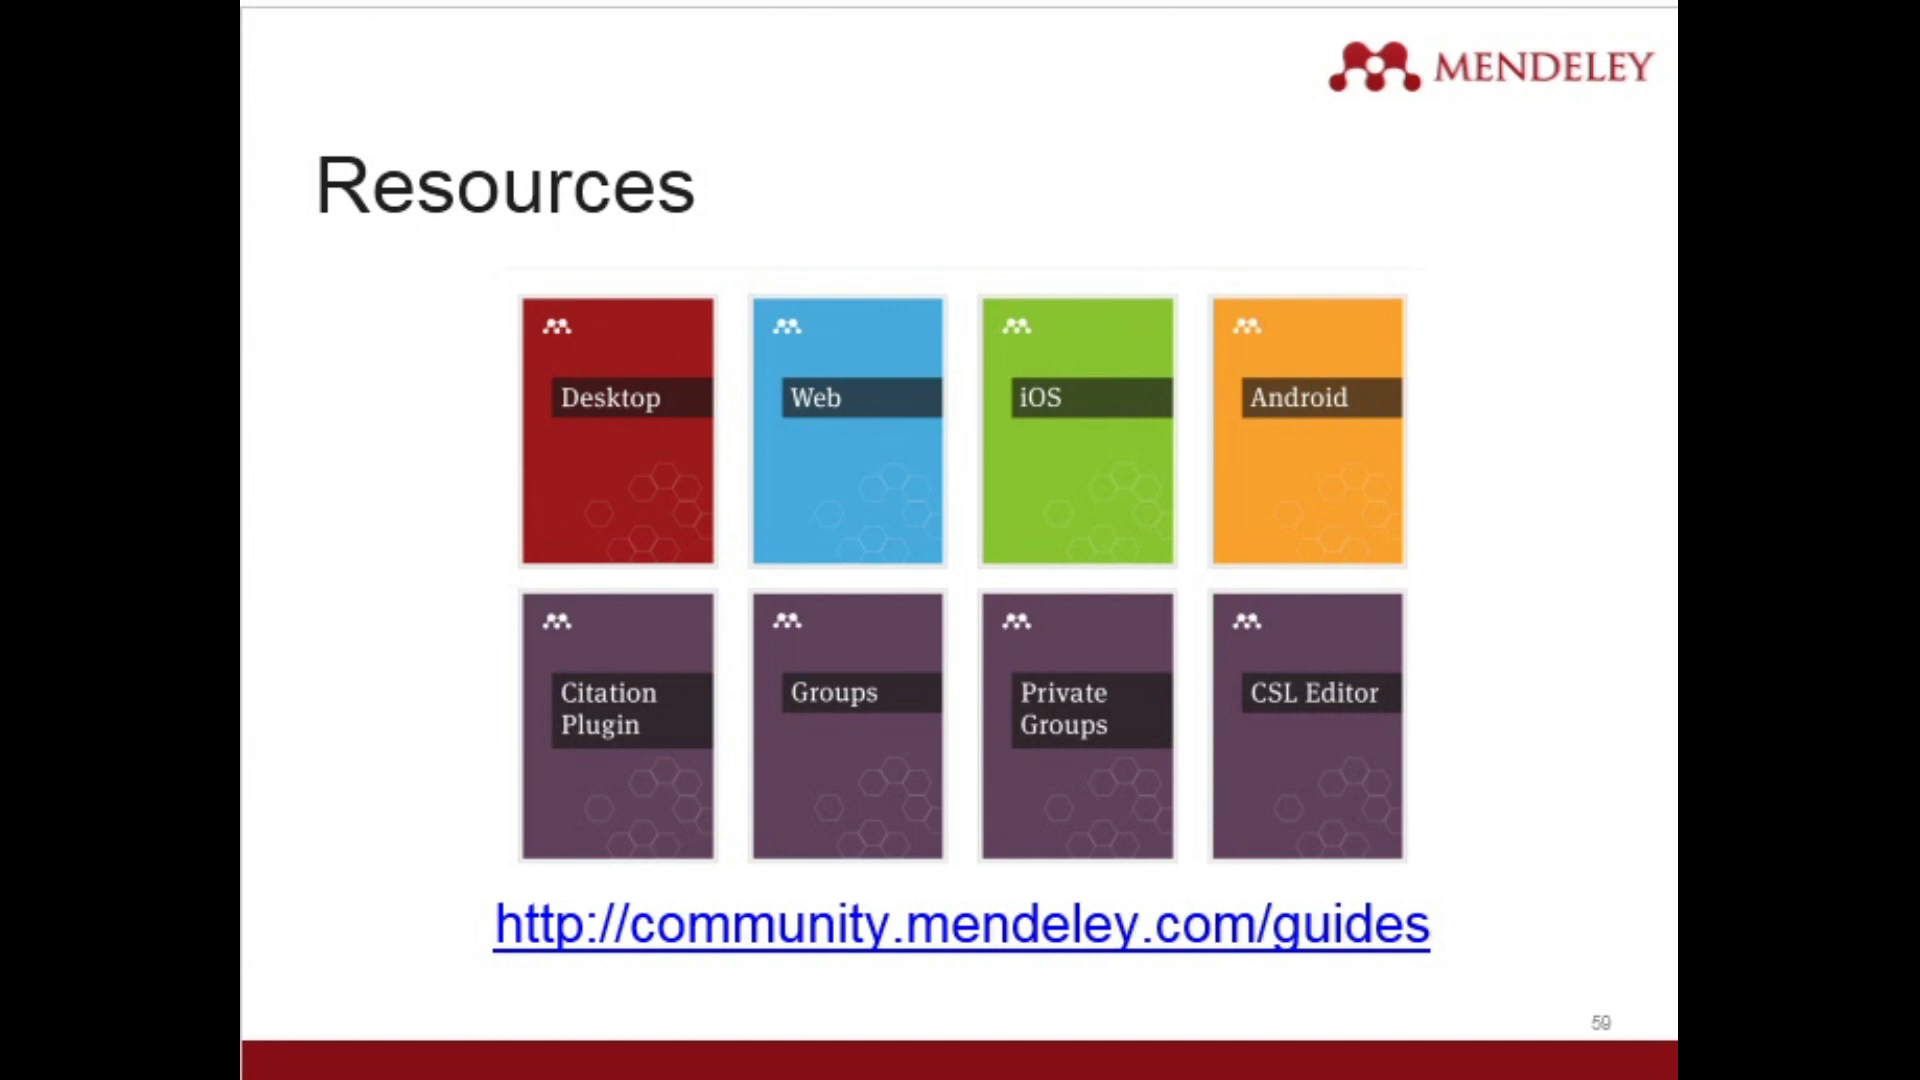 MENDELEY
Resources
Desktop
Web
iOS
Android
Citation
Plugin
Groups
Private
Groups
CSL Editor
http://community.mendeley.com/guides
59